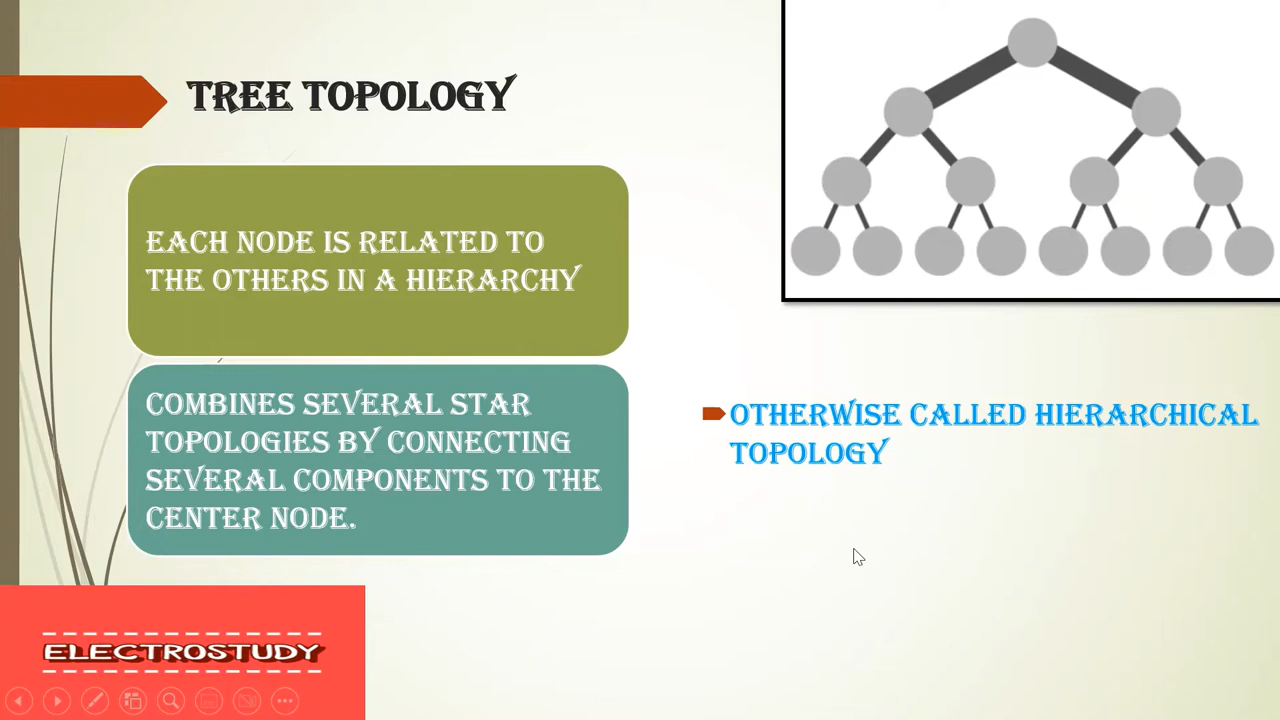 TREE TOPOLOGY
EACH NODE IS RELATED TO
THE OTHERS IN A HIERARCHY
COMBINES SEVERAL STAR
TOPOLOGIES BY CONNECTING
SEVERAL COMPONENTS TO THE
CENTER NODE.
OTHERWISE CALLED HIERARCHICAL
TOPOLOGY
ELECTROSTUDY